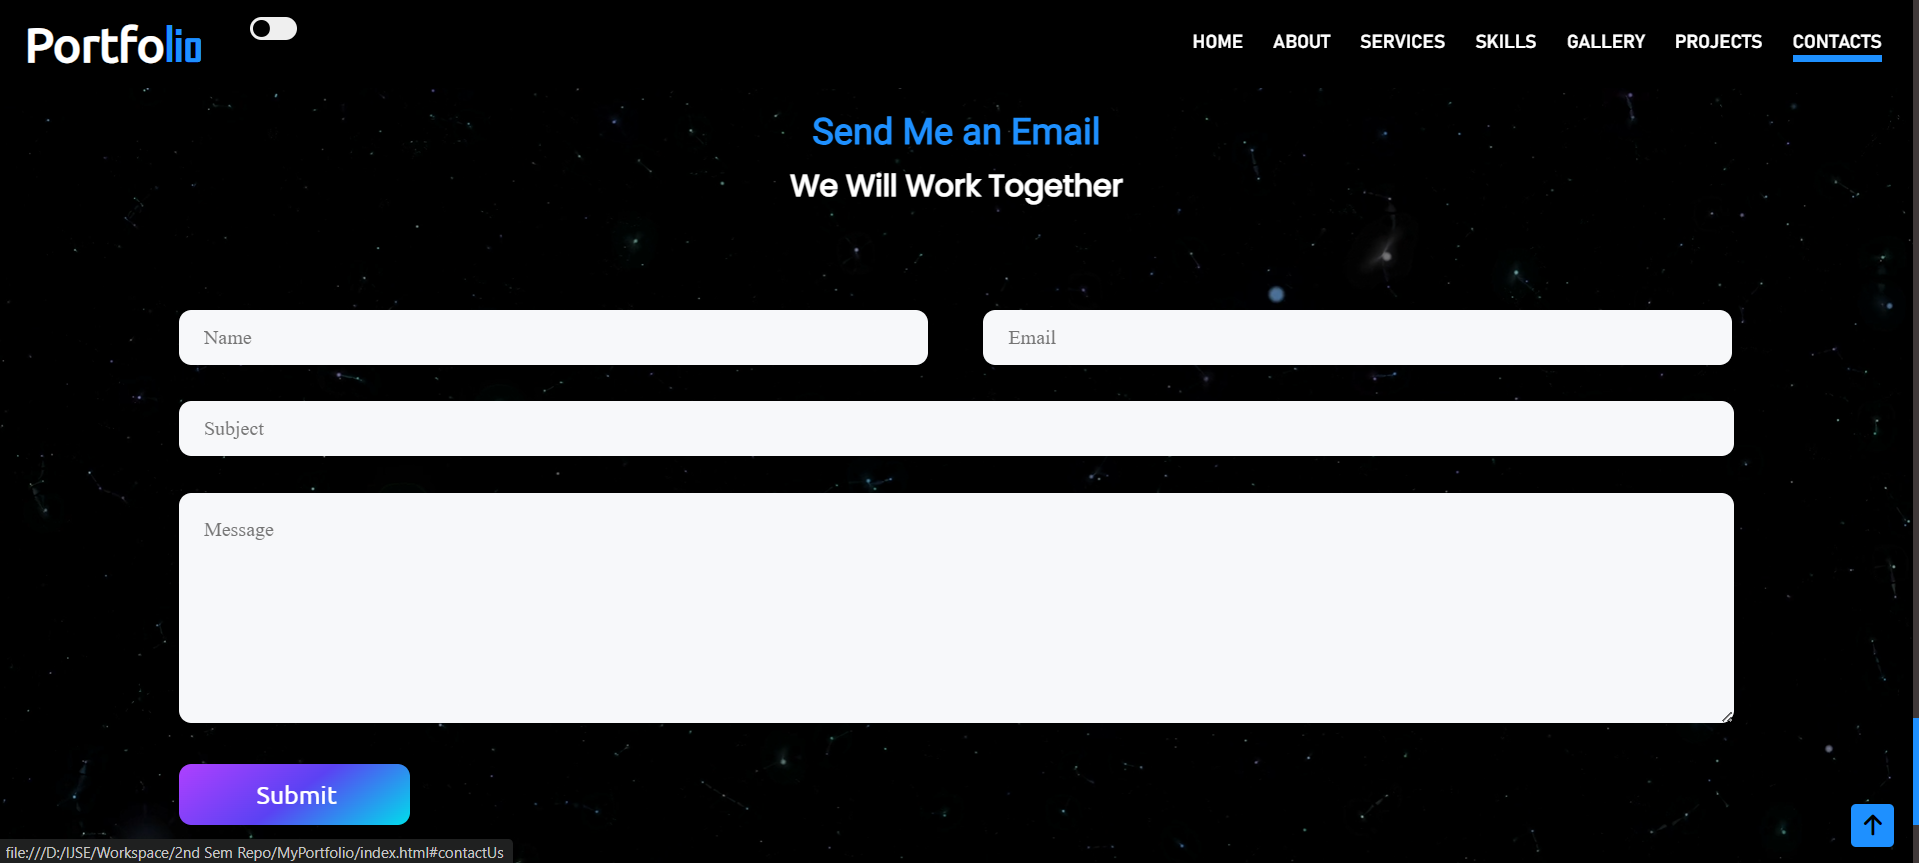 Portfolio
HOME ABOUT SERVICES SKILLS GALLERY PROJECTS CONTACTS
Send Me an Email
We Will Work Together
Name Email
Subject
Message
Submit
file:///D:/IJSE/Workspace/2nd Sem Repo/MyPortfolio/index.html#contactUs